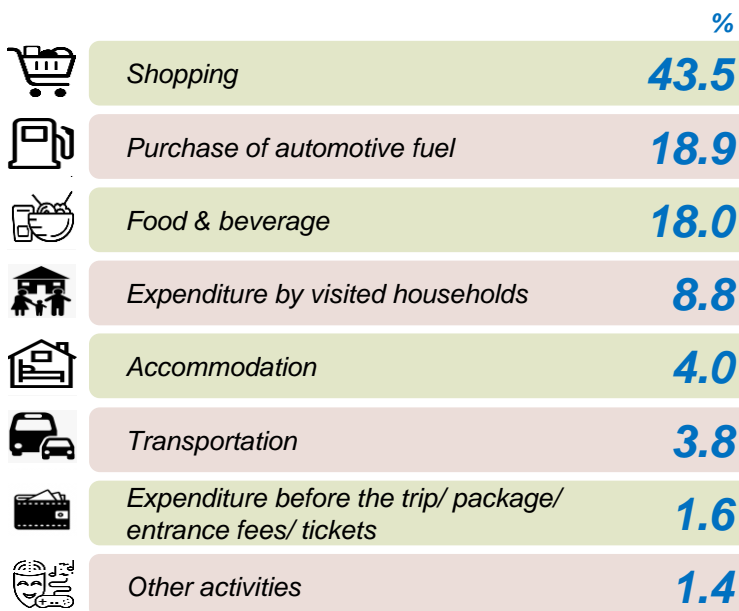 %
Shopping 43.5
Purchase of automotive fuel 18.9
Food & beverage 18.0
Expenditure by visited households 8.8
Accommodation 4.0
Transportation 3.8
Expenditure before the trip/ package/
entrance fees/ tickets 1.6
Other activities 1.4